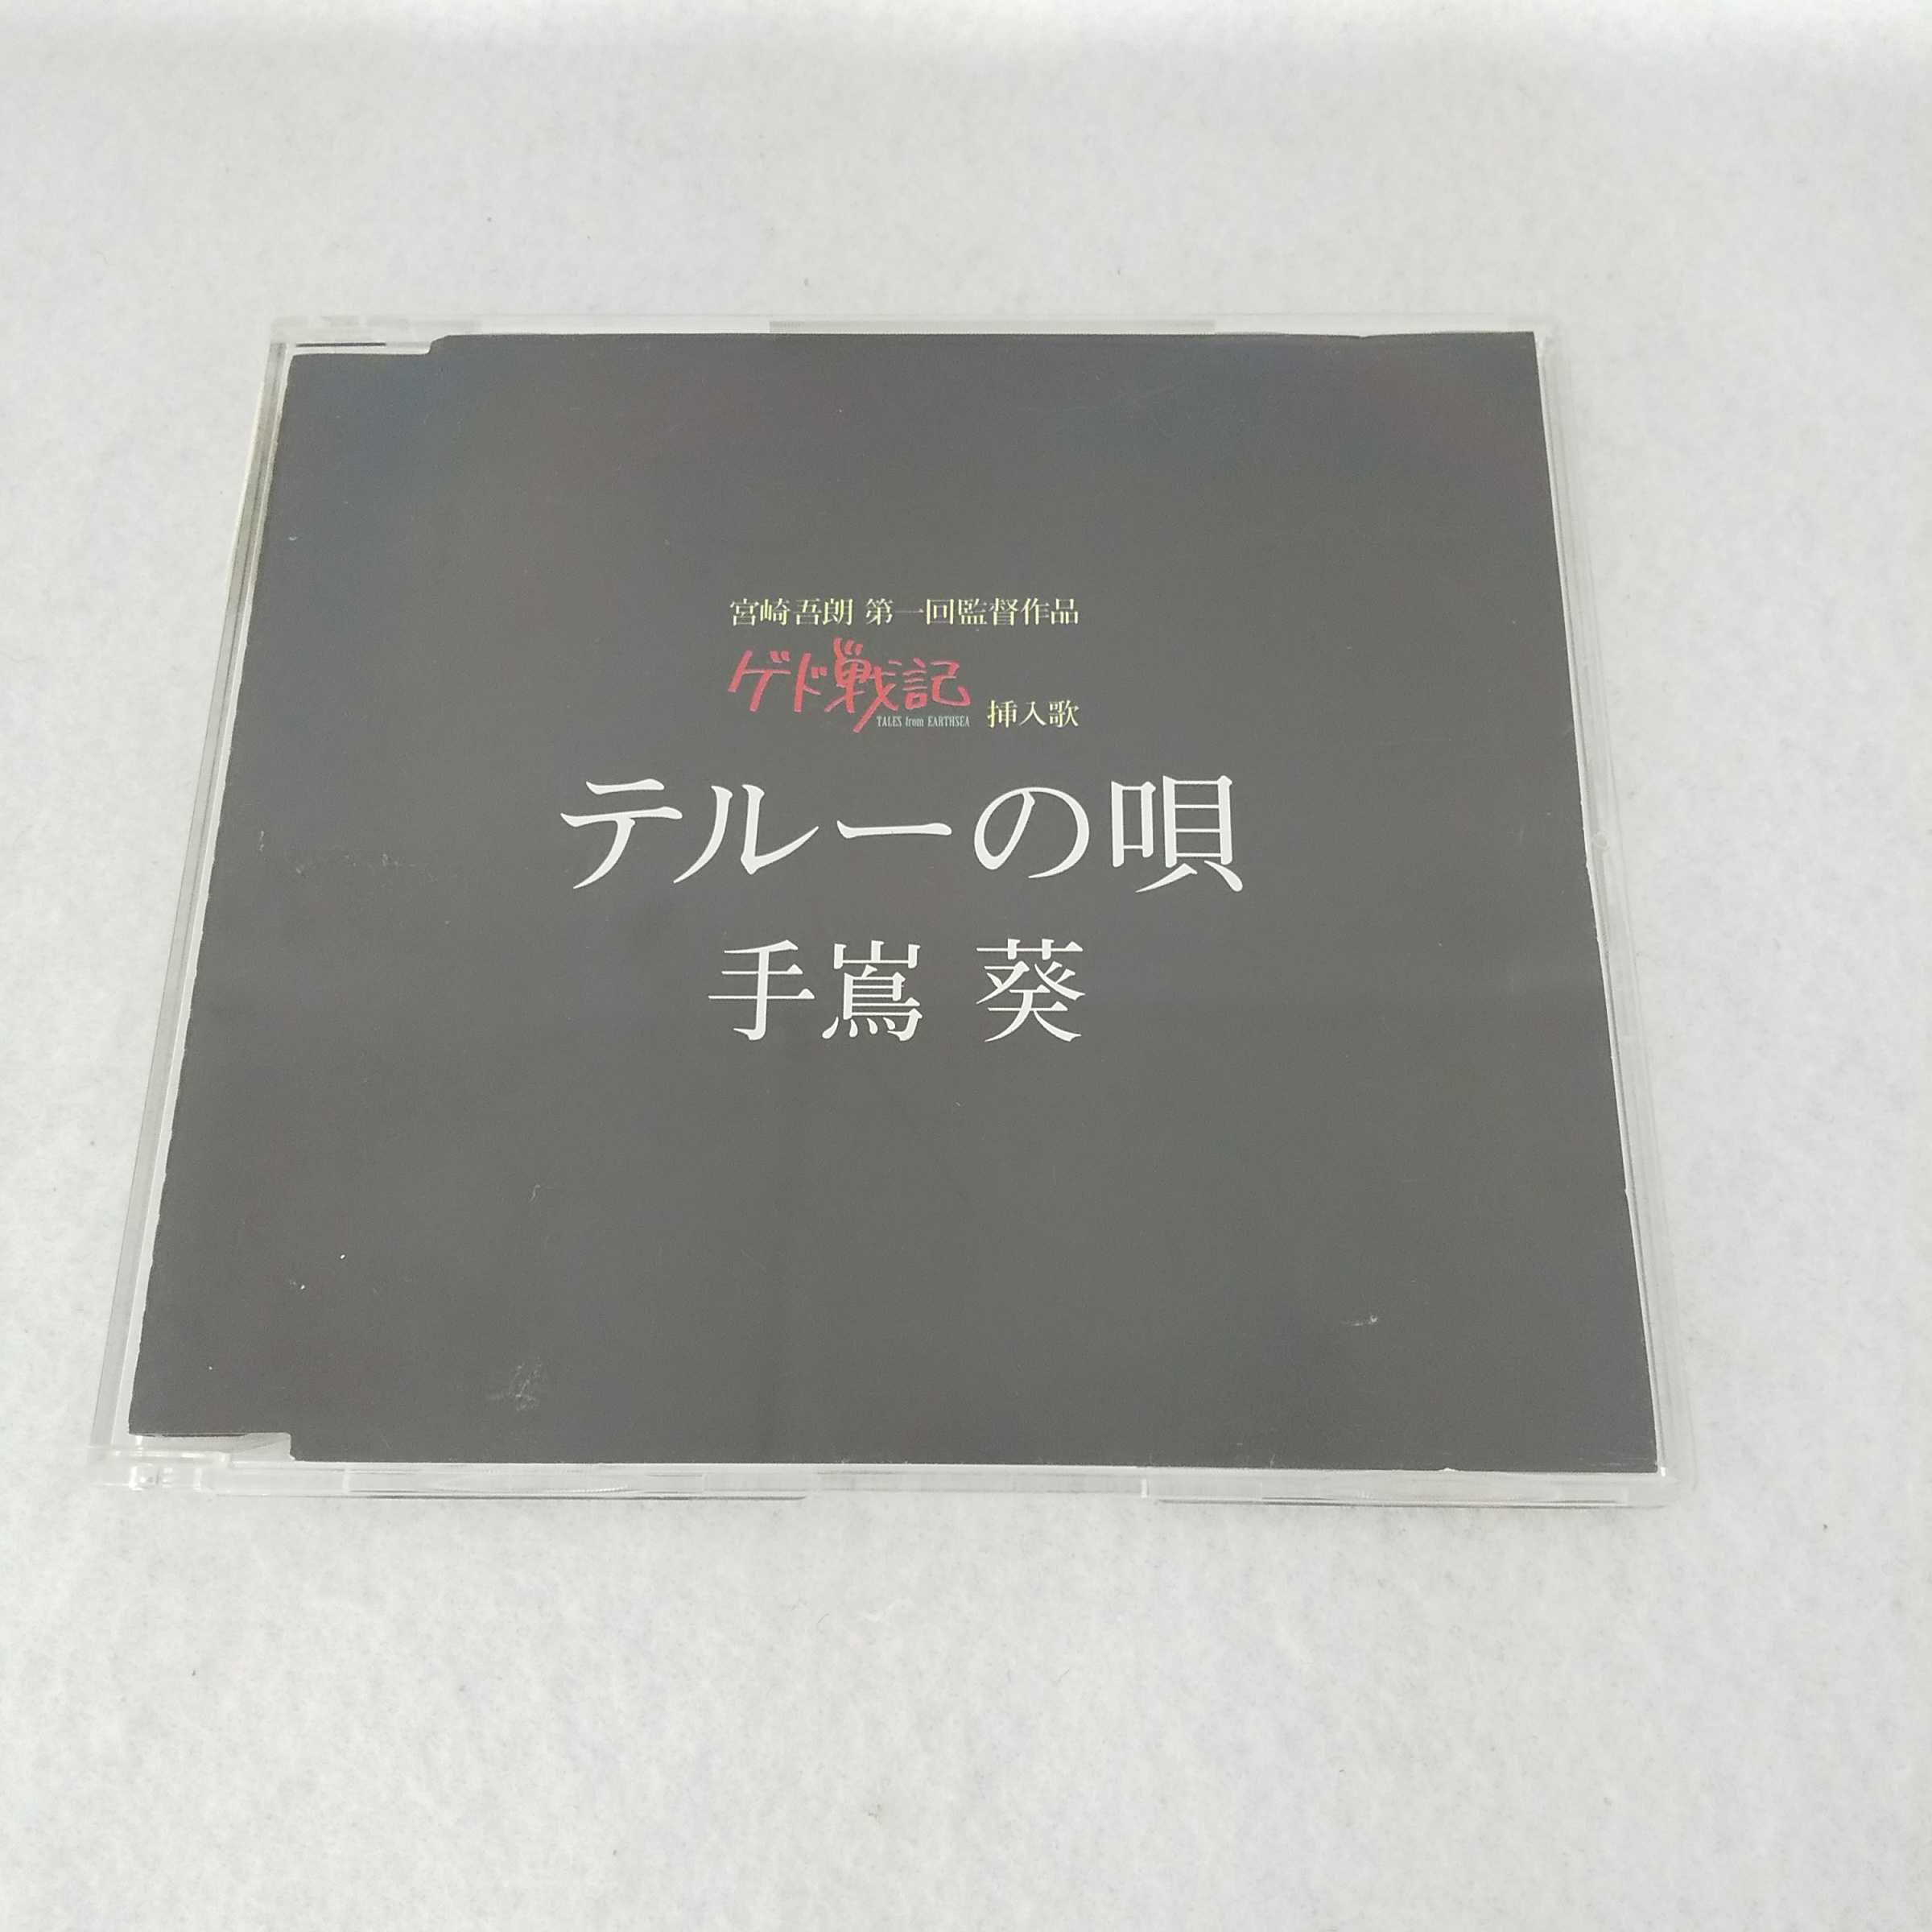 宮崎吾朗 第一回監督作品
ゲド戦記
TALES from EARTHSEA
挿入歌
テルーの唄
手嶌 葵